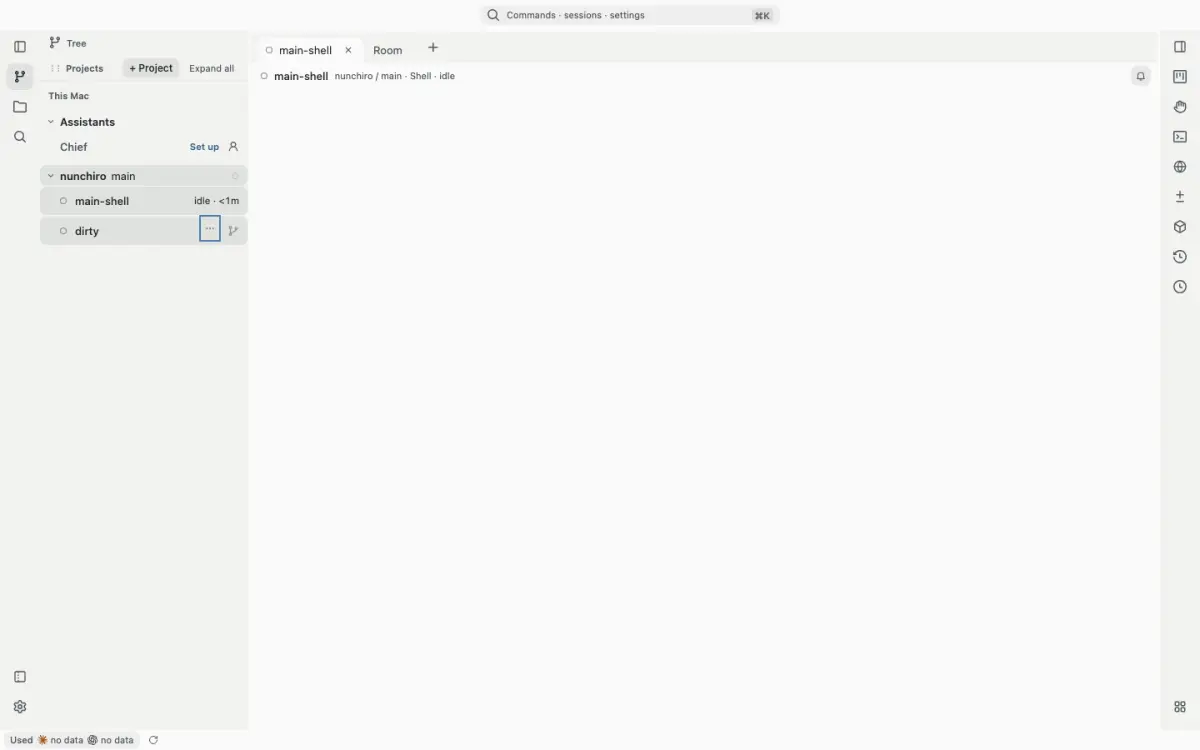 Commands · sessions · settings ⌘K
Tree
Projects + Project Expand all
This Mac
Assistants
Chief Set up
nunchiro main
main-shell idle · <1m
dirty ...
main-shell × Room +
main-shell nunchiro / main · Shell · idle
Used no data no data